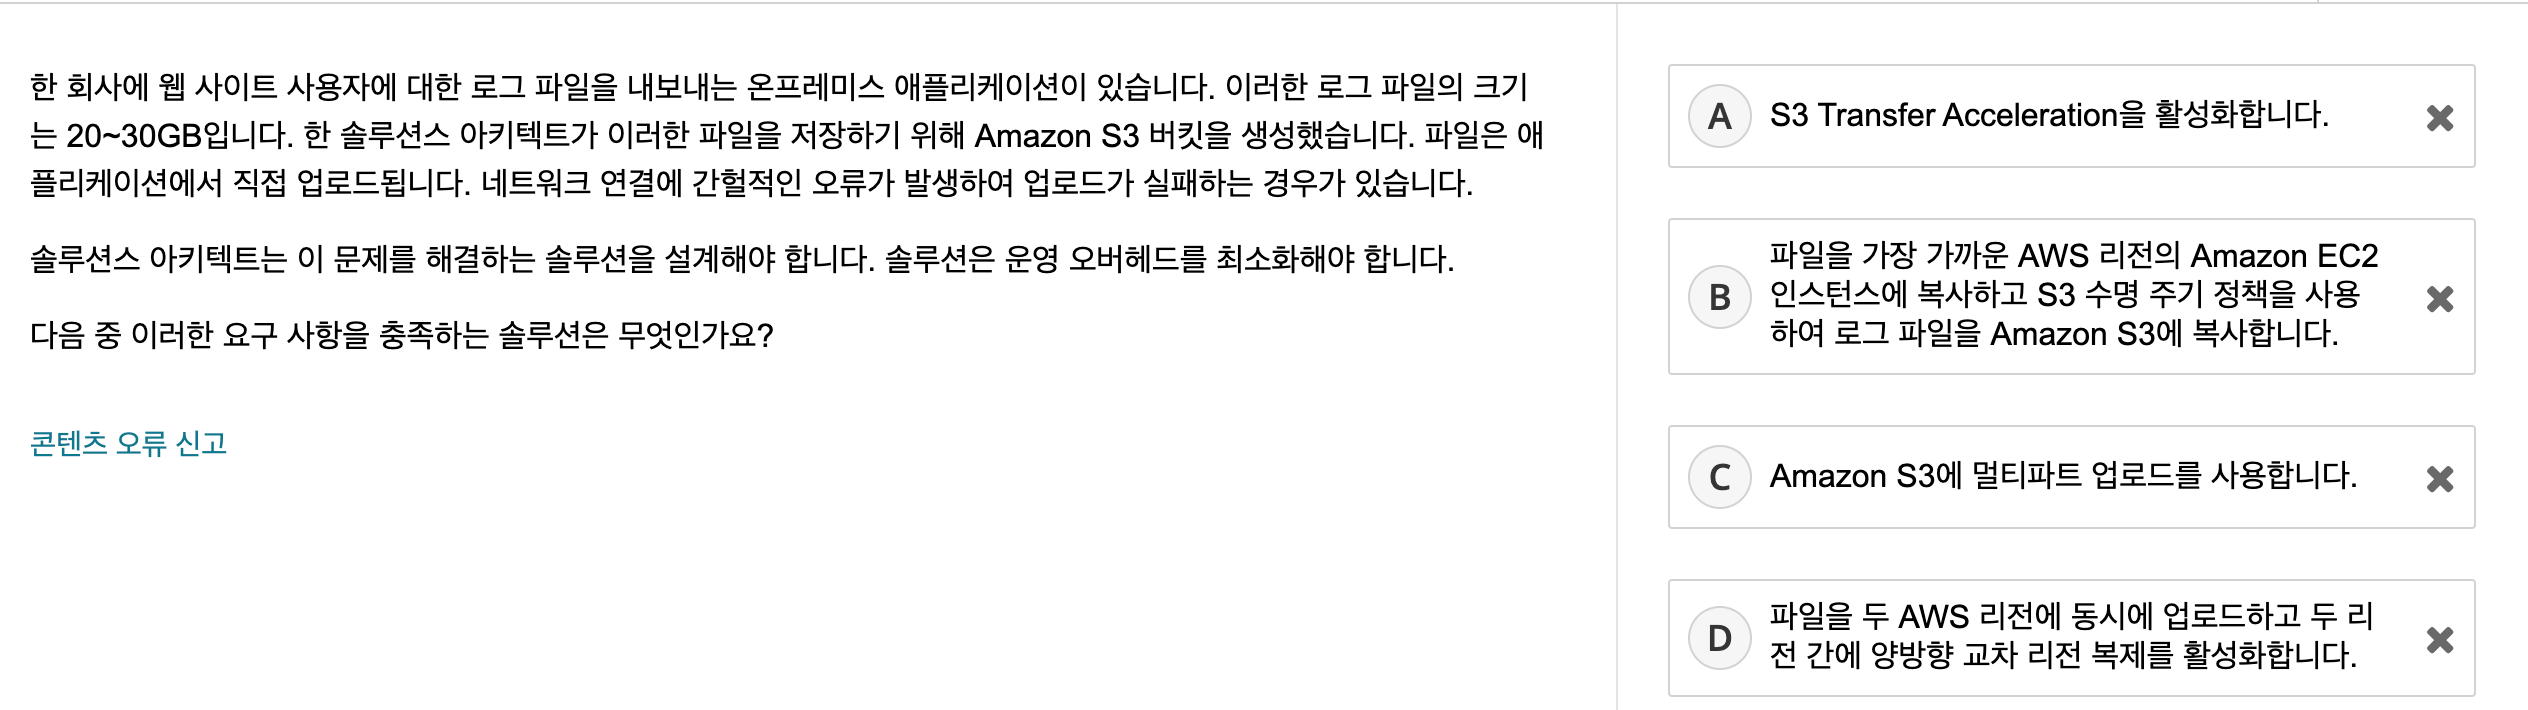 한 회사에 웹 사이트 사용자에 대한 로그 파일을 내보내는 온프레미스 애플리케이션이 있습니다. 이러한 로그 파일의 크기
는 20~30GB입니다. 한 솔루션스 아키텍트가 이러한 파일을 저장하기 위해 Amazon S3 버킷을 생성했습니다. 파일은 애
플리케이션에서 직접 업로드됩니다. 네트워크 연결에 간헐적인 오류가 발생하여 업로드가 실패하는 경우가 있습니다.
솔루션스 아키텍트는 이 문제를 해결하는 솔루션을 설계해야 합니다. 솔루션은 운영 오버헤드를 최소화해야 합니다.
다음 중 이러한 요구 사항을 충족하는 솔루션은 무엇인가요?
콘텐츠 오류 신고
A S3 Transfer Acceleration을 활성화합니다.
파일을 가장 가까운 AWS 리전의 Amazon EC2
B 인스턴스에 복사하고 S3 수명 주기 정책을 사용
하여 로그 파일을 Amazon S3에 복사합니다.
C Amazon S3에 멀티파트 업로드를 사용합니다.
D 파일을 두 AWS 리전에 동시에 업로드하고 두 리
전 간에 양방향 교차 리전 복제를 활성화합니다.